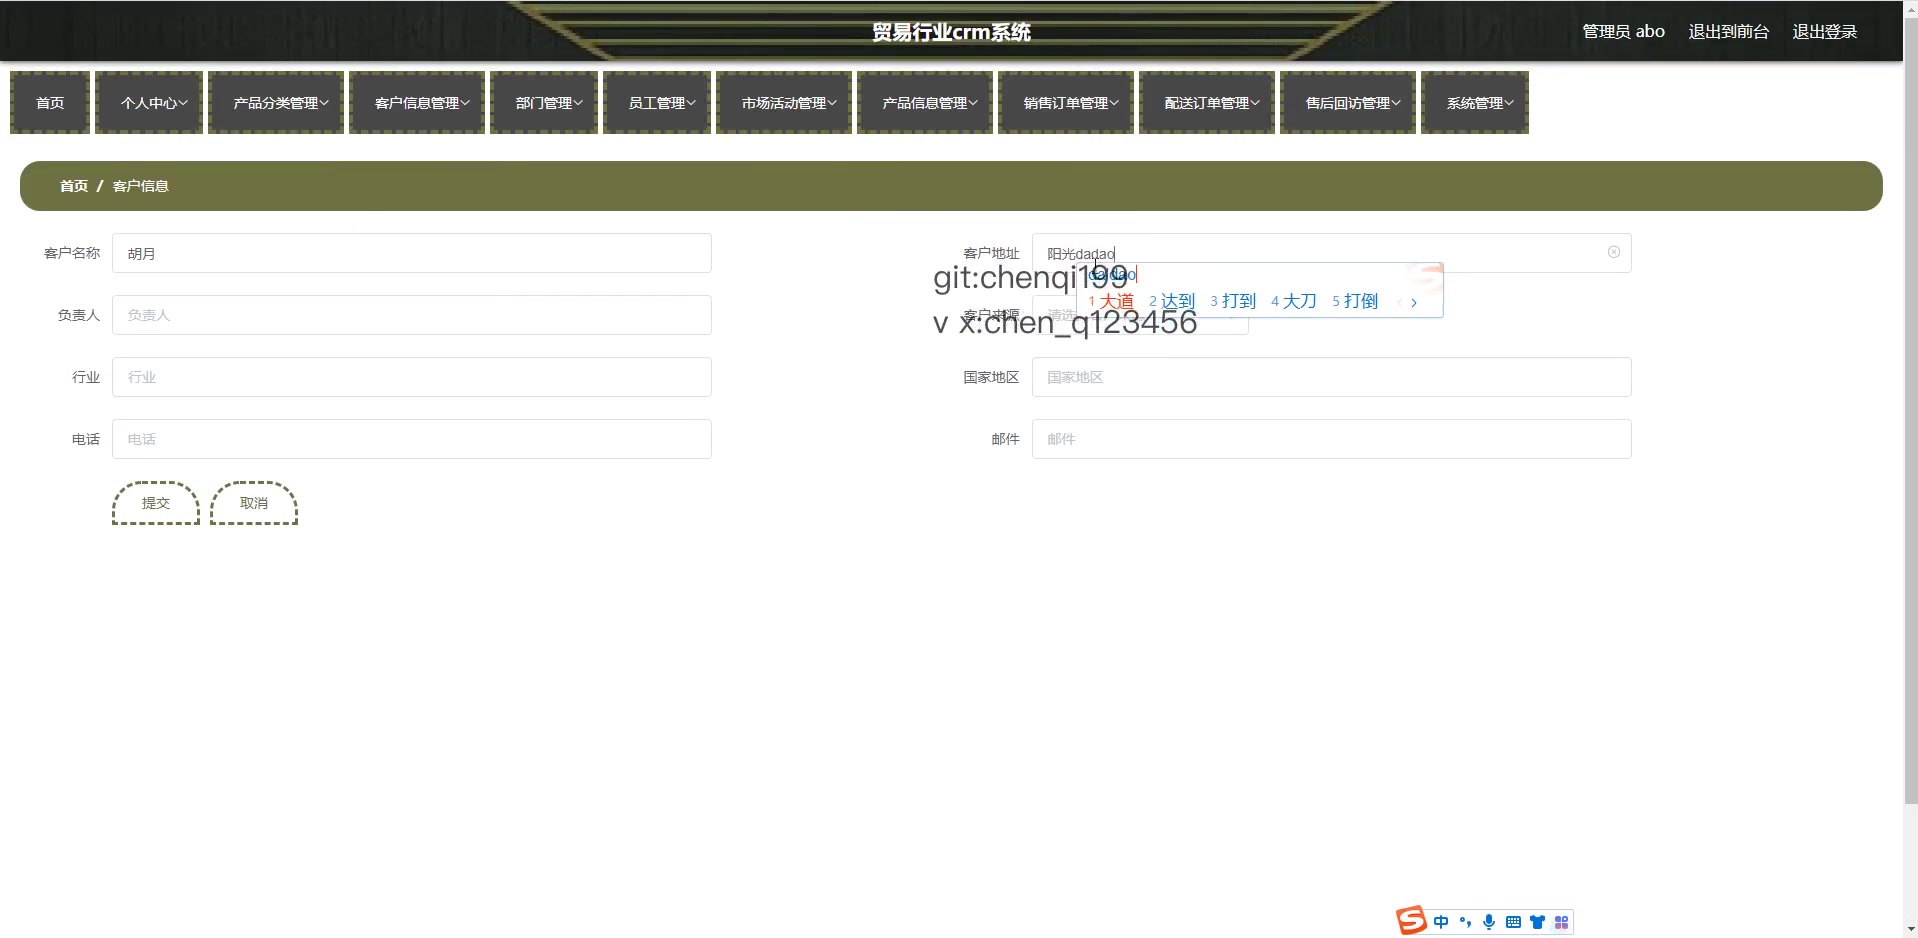 贸易行业crm系统
管理员 abo 退出到前台 退出登录
首页 个人中心 产品分类管理 客户信息管理 部门管理 员工管理 市场活动管理 产品信息管理 销售订单管理 配送订单管理 售后回访管理 系统管理
首页 / 客户信息
客户名称 胡月 客户地址 阳光dadao
git:chenqi199
da'dao
1 大道 2 达到 3 打到 4 大刀 5 打倒
负责人 负责人 客户来源 请选
v x:chen_q123456
行业 行业 国家地区 国家地区
电话 电话 邮件 邮件
提交 取消
中